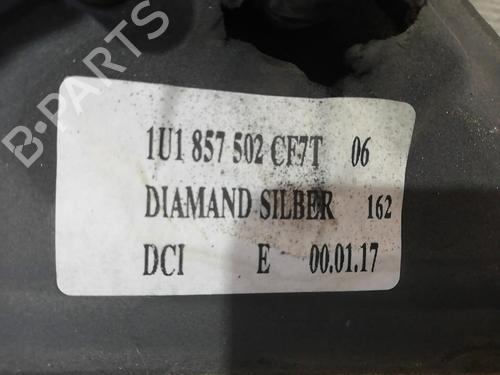 1U1 857 502 CF7T 06
DIAMAND SILBER 162
DCI E 00.01.17
B-PARTS